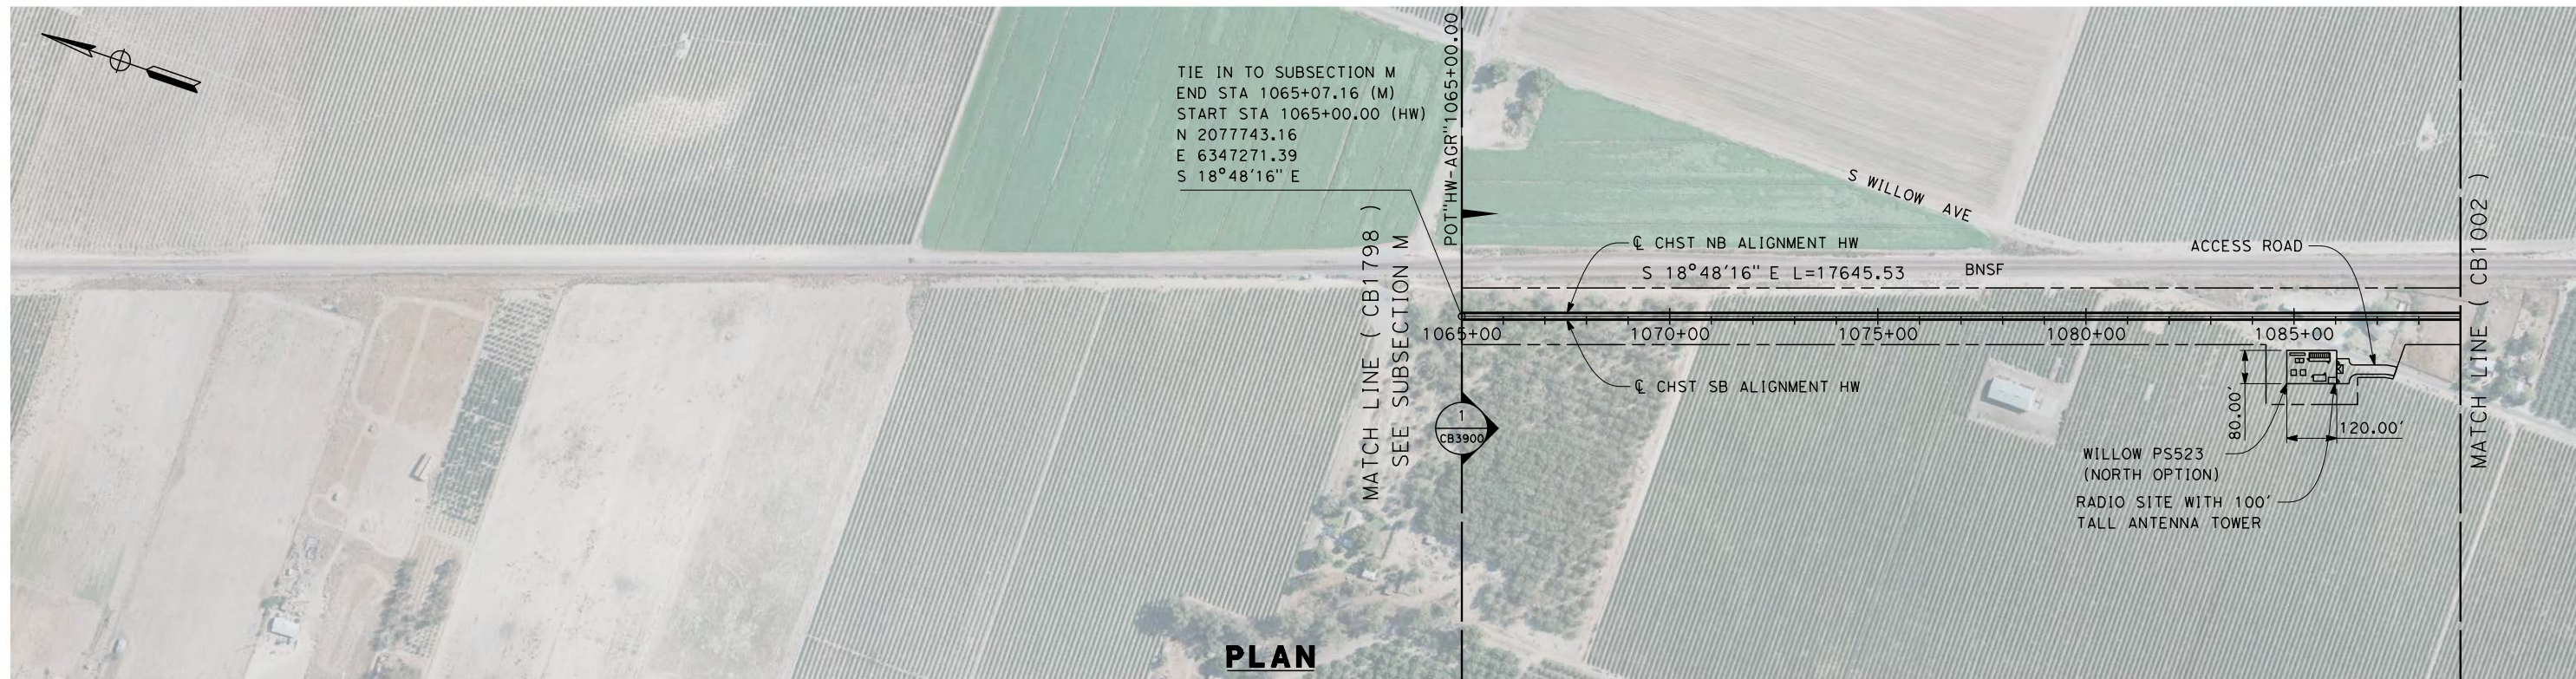 TIE IN TO SUBSECTION M
END STA 1065+07.16 (M)
START STA 1065+00.00 (HW)
N 2077743.16
E 6347271.39
S 18°48'16" E
POT"HW-AGR"1065+00.00
MATCH LINE ( CB1798 )
SEE SUBSECTION M
S WILLOW AVE
℄ CHST NB ALIGNMENT HW
S 18°48'16" E L=17645.53
BNSF
ACCESS ROAD
1065+00
1070+00
1075+00
1080+00
1085+00
℄ CHST SB ALIGNMENT HW
1
CB3900
80.00'
120.00'
WILLOW PS523
(NORTH OPTION)
RADIO SITE WITH 100'
TALL ANTENNA TOWER
MATCH LINE ( CB1002 )
PLAN